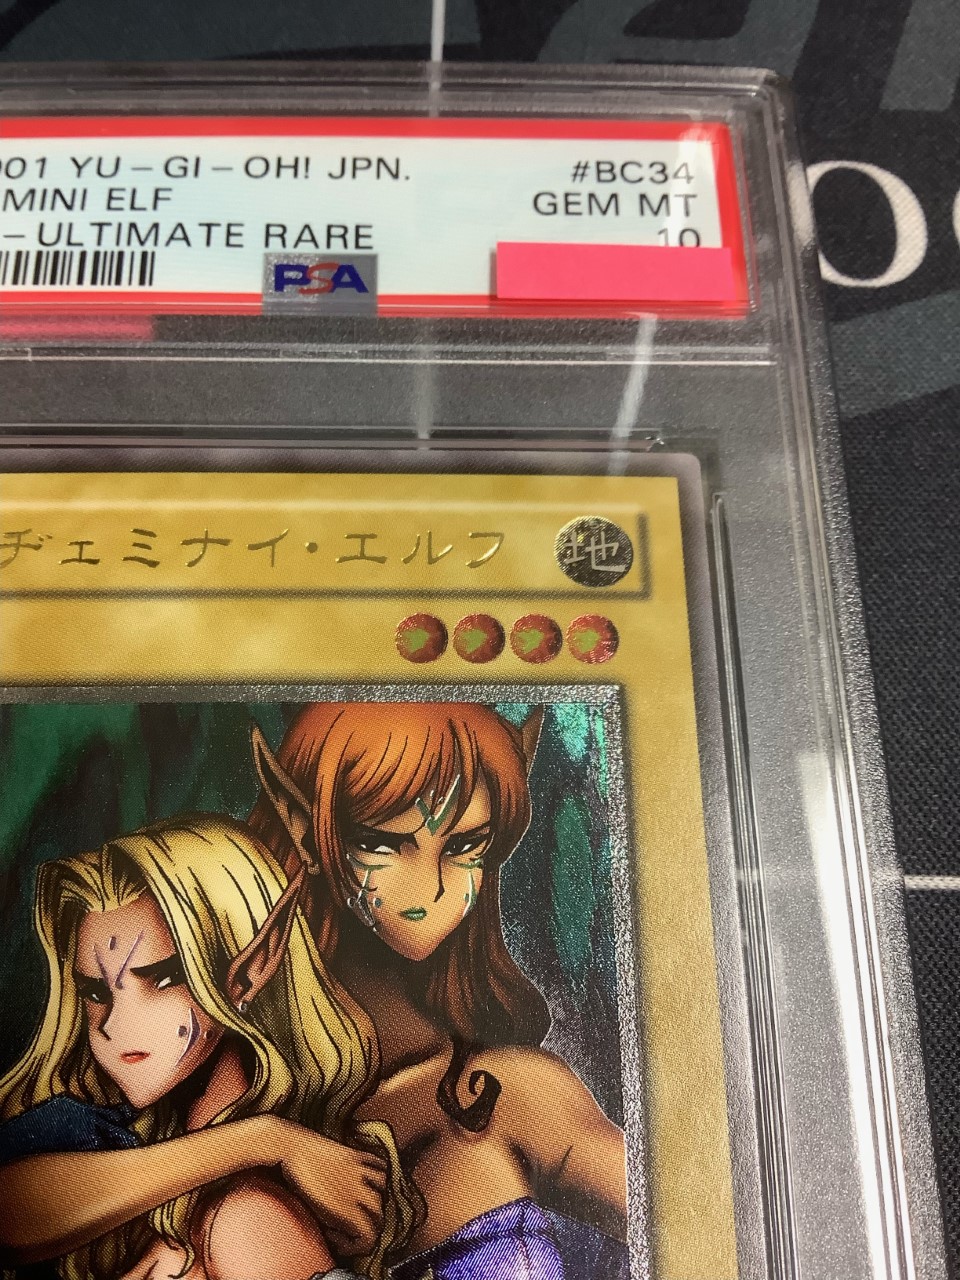 001 YU-GI-OH! JPN. #BC34
MINI ELF GEM MT
-ULTIMATE RARE 10
PSA
ヂェミナイ・エルフ 地